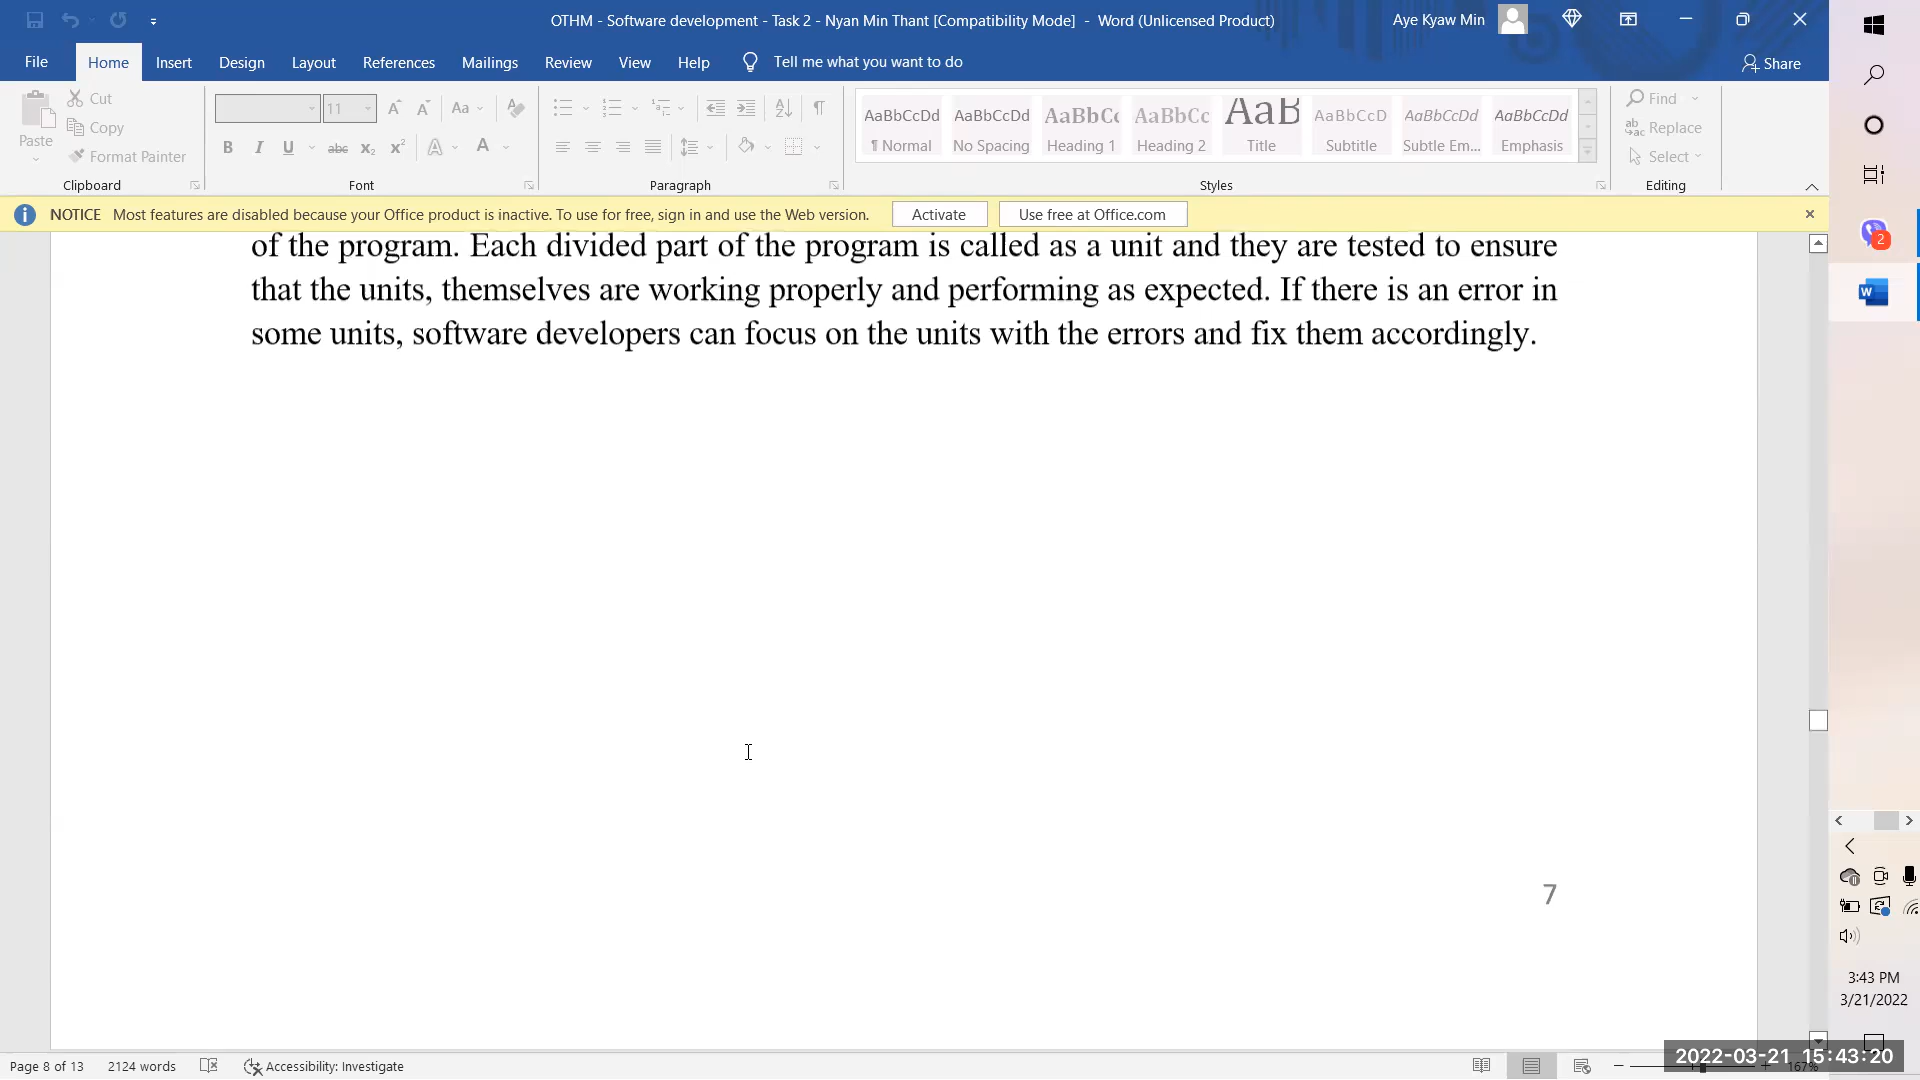 OTHM - Software development - Task 2 - Nyan Min Thant [Compatibility Mode] - Word (Unlicensed Product)
Aye Kyaw Min
File Home Insert Design Layout References Mailings Review View Help Tell me what you want to do
Share
Paste
Cut
Copy
Format Painter
Clipboard
11
Aa
B I U abc x2 x2 A A
Font
Paragraph
AaBbCcDd AaBbCcDd AaBbCc AaBbCc AaB AaBbCcD AaBbCcDd AaBbCcDd
¶ Normal No Spacing Heading 1 Heading 2 Title Subtitle Subtle Em... Emphasis
Styles
Find
Replace
Select
Editing
NOTICE Most features are disabled because your Office product is inactive. To use for free, sign in and use the Web version. Activate Use free at Office.com
of the program. Each divided part of the program is called as a unit and they are tested to ensure
that the units, themselves are working properly and performing as expected. If there is an error in
some units, software developers can focus on the units with the errors and fix them accordingly.
7
2
W
3:43 PM
3/21/2022
Page 8 of 13 2124 words Accessibility: Investigate
167%
2022-03-21 15:43:20